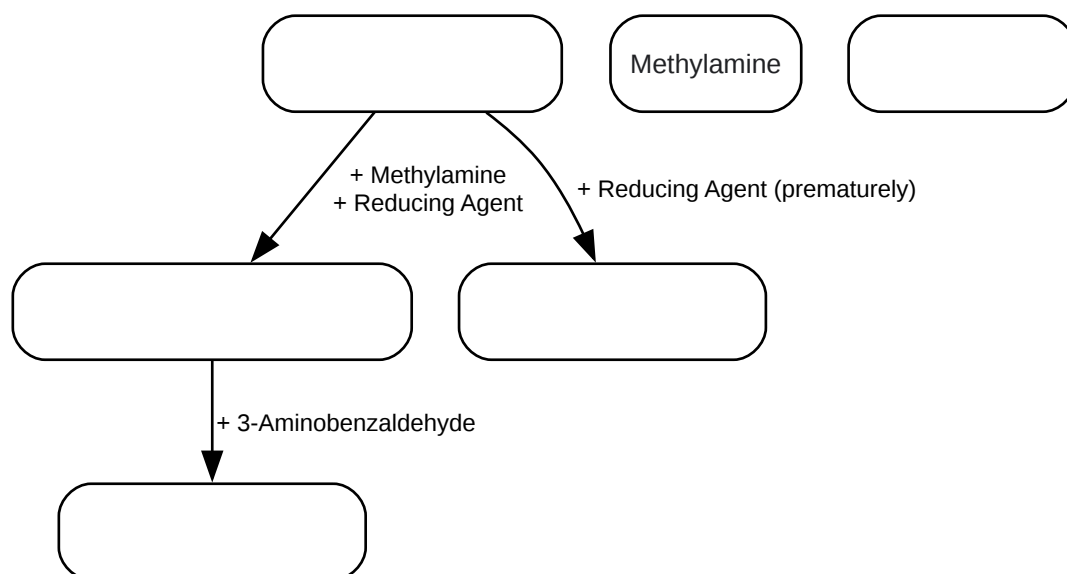 Methylamine
+ Methylamine
+ Reducing Agent
+ Reducing Agent (prematurely)
+ 3-Aminobenzaldehyde